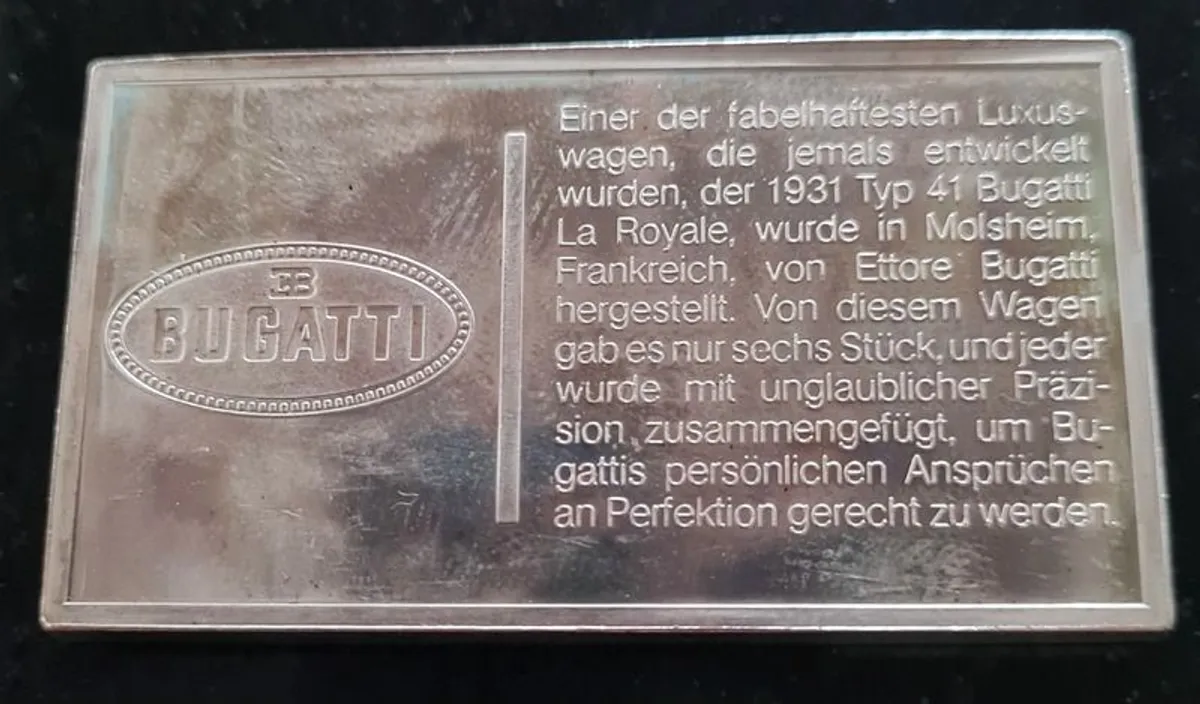 EB
BUGATTI
Einer der fabelhaftesten Luxus-
wagen, die jemals entwickelt
wurden, der 1931 Typ 41 Bugatti
La Royale, wurde in Molsheim,
Frankreich, von Ettore Bugatti
hergestellt. Von diesem Wagen
gab es nur sechs Stück, und jeder
wurde mit unglaublicher Präzi-
sion zusammengefügt, um Bu-
gattis persönlichen Ansprüchen
an Perfektion gerecht zu werden.